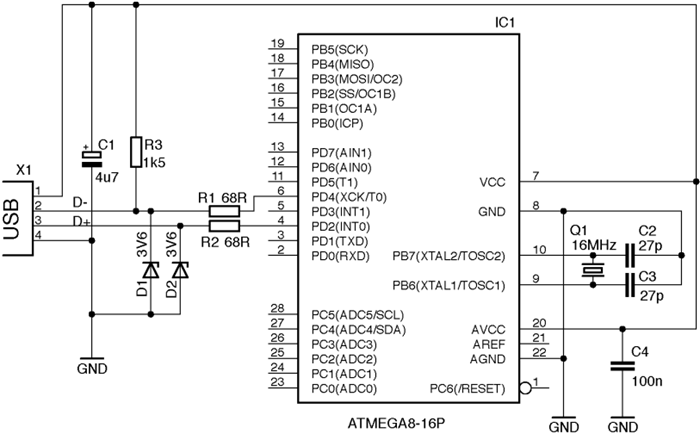 IC1
19 PB5(SCK)
18 PB4(MISO)
17 PB3(MOSI/OC2)
16 PB2(SS/OC1B)
15 PB1(OC1A)
14 PB0(ICP)
13 PD7(AIN1)
12 PD6(AIN0)
11 PD5(T1)
6 PD4(XCK/T0)
5 PD3(INT1)
4 PD2(INT0)
3 PD1(TXD)
2 PD0(RXD)
28 PC5(ADC5/SCL)
27 PC4(ADC4/SDA)
26 PC3(ADC3)
25 PC2(ADC2)
24 PC1(ADC1)
23 PC0(ADC0)
VCC 7
GND 8
PB7(XTAL2/TOSC2) 10
PB6(XTAL1/TOSC1) 9
AVCC 20
AREF 21
AGND 22
PC6(/RESET) 1
ATMEGA8-16P
X1
USB
1
2 D-
3 D+
4
+
C1
4u7
R3
1k5
R1 68R
R2 68R
3V6
D1
3V6
D2
GND
Q1
16MHz
C2
27p
C3
27p
C4
100n
GND
GND